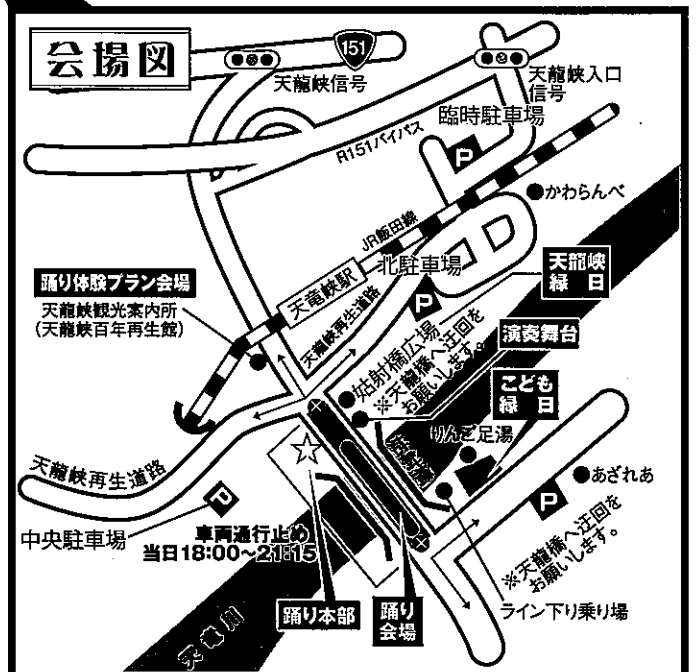 会場図
151
天龍峡信号
天龍峡入口
信号
臨時駐車場
P
R151バイパス
かわらんべ
JR飯田線
踊り体験プラン会場
天龍峡観光案内所
(天龍峡百年再生館)
天竜峡駅
北駐車場
P
天龍峡再生道路
天龍峡
縁日
姑射橋広場
※天龍橋へ迂回を
お願いします。
演奏舞台
こども
縁日
りんご足湯
姑射橋
天龍峡再生道路
P
中央駐車場
車両通行止め
当日18:00~21:15
あざれあ
P
※天龍橋へ迂回を
お願いします。
ライン下り乗り場
踊り本部
踊り
会場
天竜川